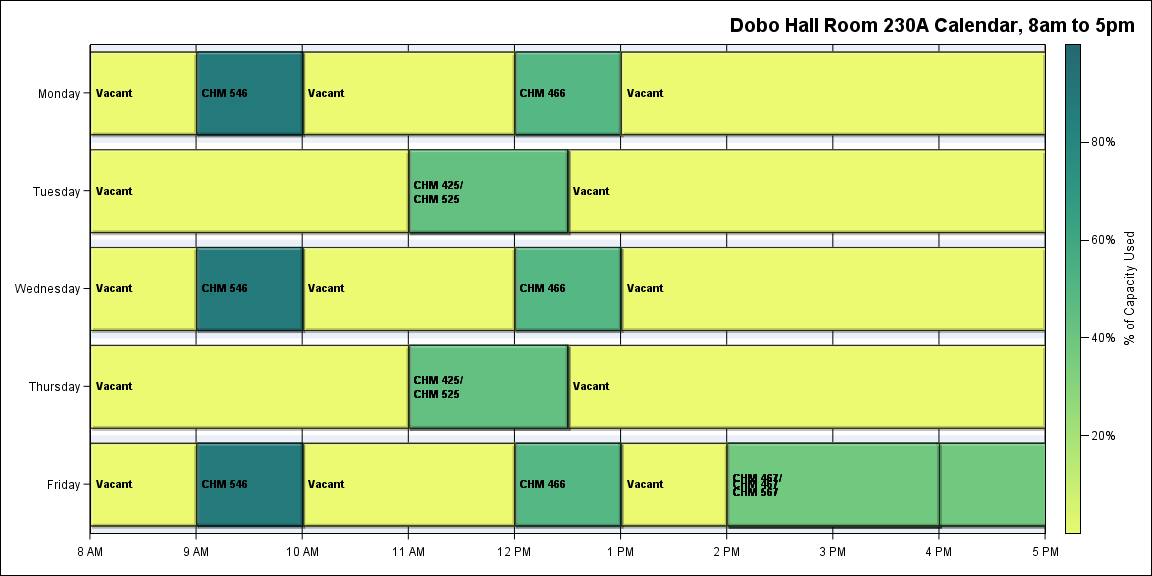 Dobo Hall Room 230A Calendar, 8am to 5pm
Monday
Vacant
CHM 546
Vacant
CHM 466
Vacant
Tuesday
Vacant
CHM 425/
CHM 525
Vacant
Wednesday
Vacant
CHM 546
Vacant
CHM 466
Vacant
Thursday
Vacant
CHM 425/
CHM 525
Vacant
Friday
Vacant
CHM 546
Vacant
CHM 466
Vacant
CHM 467/
CHM 467
CHM 567
8 AM
9 AM
10 AM
11 AM
12 PM
1 PM
2 PM
3 PM
4 PM
5 PM
80%
60%
40%
20%
% of Capacity Used